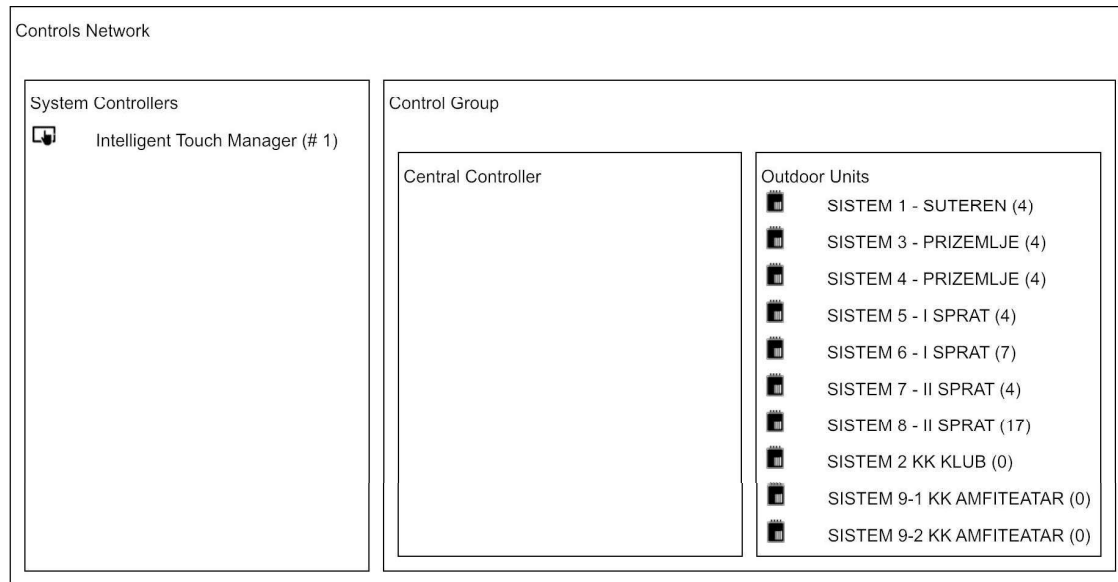 Controls Network
System Controllers
Intelligent Touch Manager (# 1)
Control Group
Central Controller
Outdoor Units
SISTEM 1 - SUTEREN (4)
SISTEM 3 - PRIZEMLJE (4)
SISTEM 4 - PRIZEMLJE (4)
SISTEM 5 - I SPRAT (4)
SISTEM 6 - I SPRAT (7)
SISTEM 7 - II SPRAT (4)
SISTEM 8 - II SPRAT (17)
SISTEM 2 KK KLUB (0)
SISTEM 9-1 KK AMFITEATAR (0)
SISTEM 9-2 KK AMFITEATAR (0)